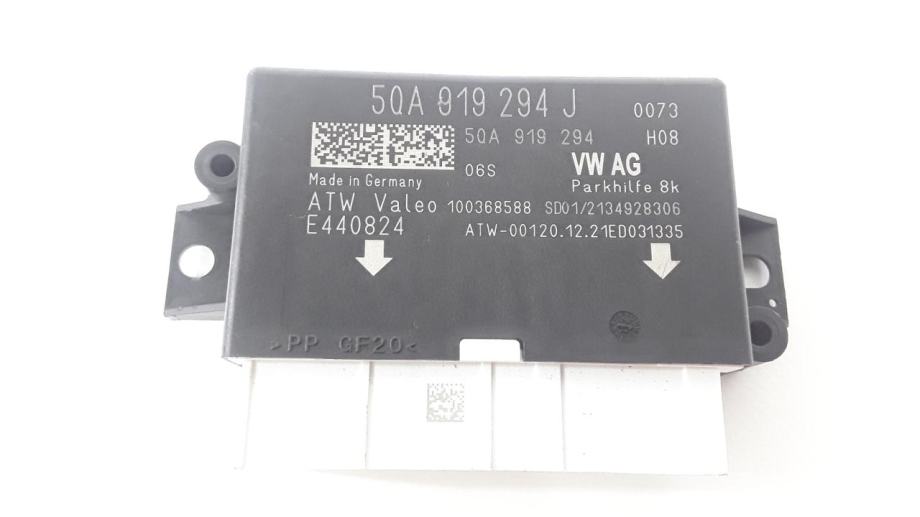 5QA 919 294 J 0073
5QA 919 294 H08
06S VW AG
Made in Germany Parkhilfe 8k
ATW Valeo 100368588 SD01/2134928306
E440824 ATW-00120.12.21ED031335
>PP GF20<